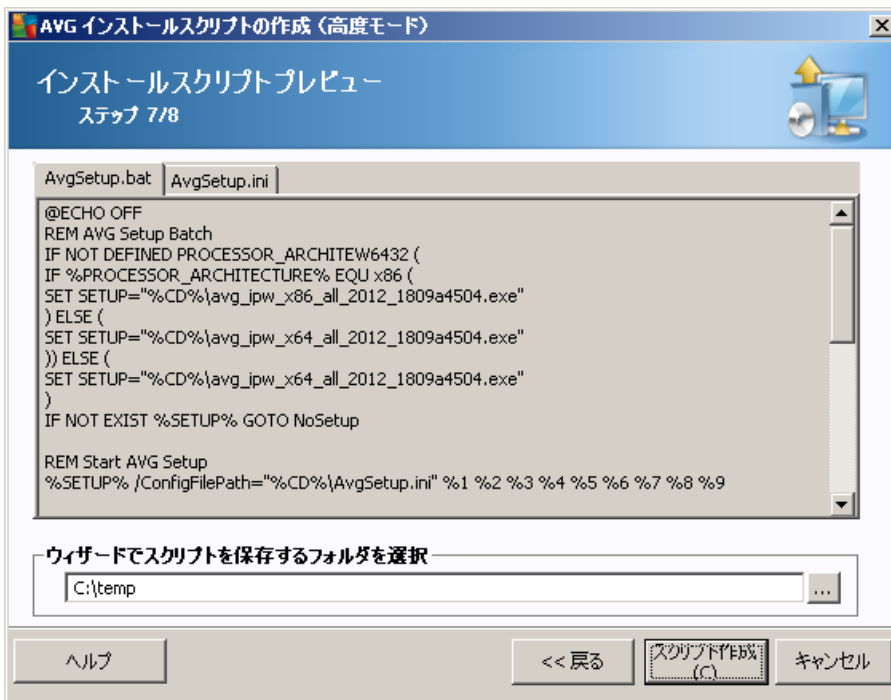 AVG インストールスクリプトの作成（高度モード）
インストールスクリプトプレビュー
ステップ 7/8
AvgSetup.bat
AvgSetup.ini
@ECHO OFF
REM AVG Setup Batch
IF NOT DEFINED PROCESSOR_ARCHITEW6432 (
IF %PROCESSOR_ARCHITECTURE% EQU x86 (
SET SETUP="%CD%\avg_ipw_x86_all_2012_1809a4504.exe"
) ELSE (
SET SETUP="%CD%\avg_ipw_x64_all_2012_1809a4504.exe"
)) ELSE (
SET SETUP="%CD%\avg_ipw_x64_all_2012_1809a4504.exe"
)
IF NOT EXIST %SETUP% GOTO NoSetup
REM Start AVG Setup
%SETUP% /ConfigFilePath="%CD%\AvgSetup.ini" %1 %2 %3 %4 %5 %6 %7 %8 %9
ウィザードでスクリプトを保存するフォルダを選択
C:\temp
...
ヘルプ
<< 戻る
スクリプト作成
(C)
キャンセル